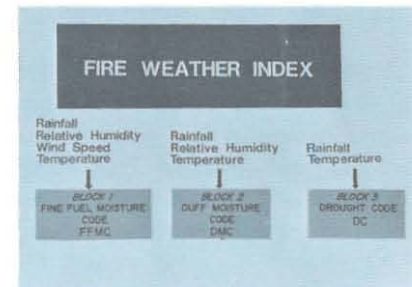 FIRE WEATHER INDEX
Rainfall
Relative Humidity
Wind Speed
Temperature
BLOCK 1
FINE FUEL MOISTURE
CODE
FFMC
Rainfall
Relative Humidity
Temperature
BLOCK 2
DUFF MOISTURE
CODE
DMC
Rainfall
Temperature
BLOCK 3
DROUGHT CODE
DC